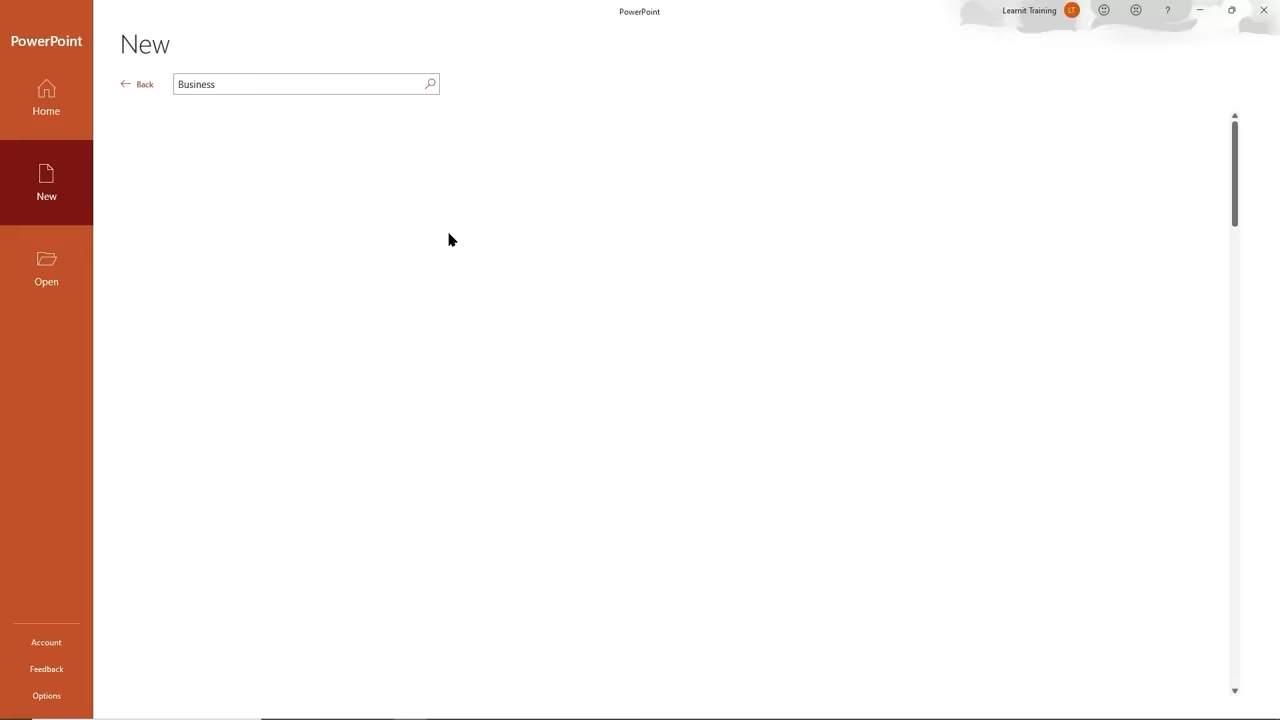 PowerPoint
Learnit Training
LT
?
PowerPoint
New
Back
Business
Home
New
Open
Account
Feedback
Options